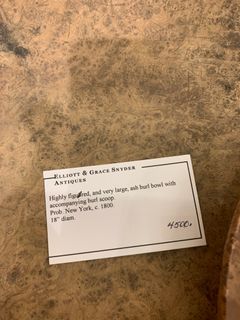 ELLIOTT & GRACE SNYDER
ANTIQUES
Highly figured, and very large, ash burl bowl with
accompanying burl scoop.
Prob. New York, c. 1800.
18" diam.
4500.